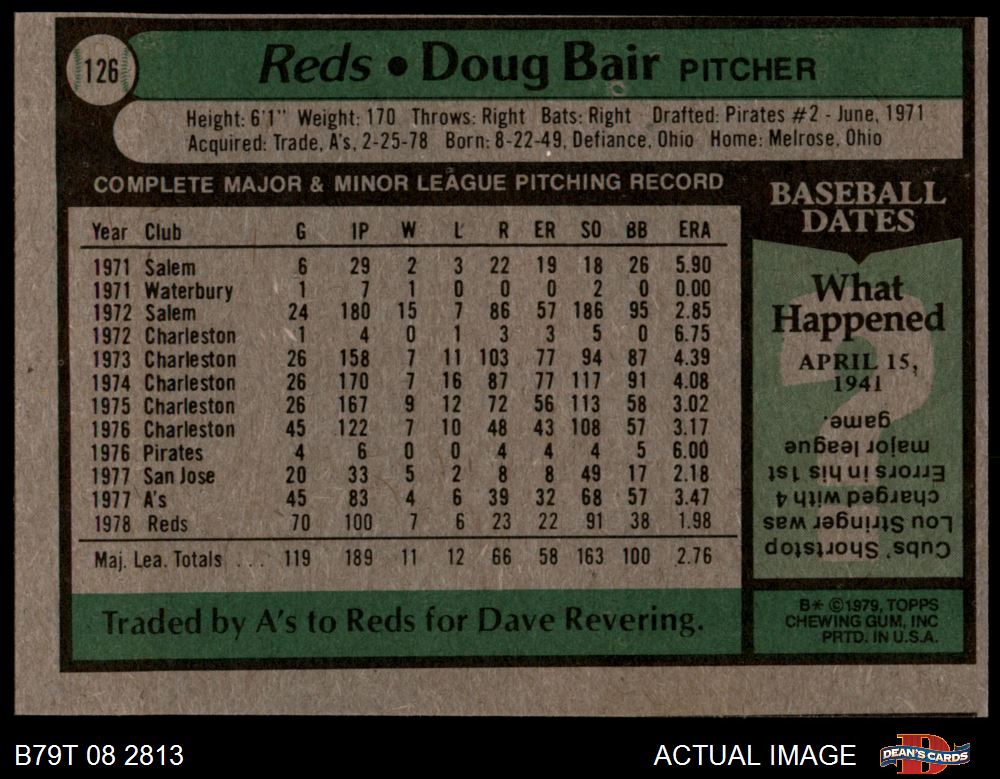 126
Reds • Doug Bair PITCHER
Height: 6'1" Weight: 170 Throws: Right Bats: Right Drafted: Pirates #2 - June, 1971
Acquired: Trade, A's, 2-25-78 Born: 8-22-49, Defiance, Ohio Home: Melrose, Ohio
COMPLETE MAJOR & MINOR LEAGUE PITCHING RECORD
Year Club G IP W L R ER SO BB ERA
1971 Salem 6 29 2 3 22 19 18 26 5.90
1971 Waterbury 1 7 1 0 0 0 2 0 0.00
1972 Salem 24 180 15 7 86 57 186 95 2.85
1972 Charleston 1 4 0 1 3 3 5 0 6.75
1973 Charleston 26 158 7 11 103 77 94 87 4.39
1974 Charleston 26 170 7 16 87 77 117 91 4.08
1975 Charleston 26 167 9 12 72 56 113 58 3.02
1976 Charleston 45 122 7 10 48 43 108 57 3.17
1976 Pirates 4 6 0 0 4 4 4 5 6.00
1977 San Jose 20 33 5 2 8 8 49 17 2.18
1977 A's 45 83 4 6 39 32 68 57 3.47
1978 Reds 70 100 7 6 23 22 91 38 1.98
Maj. Lea. Totals . . . 119 189 11 12 66 58 163 100 2.76
Traded by A's to Reds for Dave Revering.
BASEBALL
DATES
What
Happened
APRIL 15,
1941
Cubs' Shortstop
Lou Stringer was
charged with 4
Errors in his 1st
major league
game.
B* ©1979, TOPPS
CHEWING GUM, INC
PRTD. IN U.S.A.
B79T 08 2813
ACTUAL IMAGE
D
DEAN'S CARDS